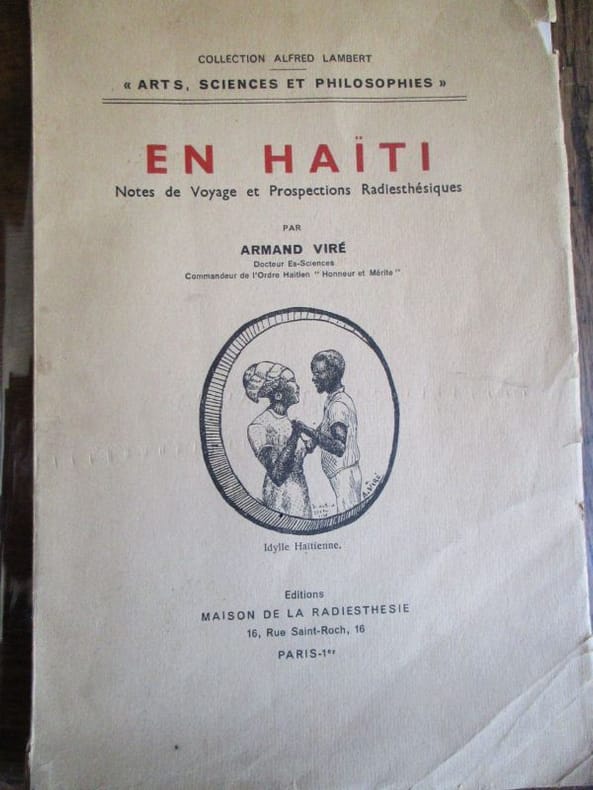 COLLECTION ALFRED LAMBERT
« ARTS, SCIENCES ET PHILOSOPHIES »
EN HAÏTI
Notes de Voyage et Prospections Radiesthésiques
PAR
ARMAND VIRÉ
Docteur Es-Sciences
Commandeur de l'Ordre Haïtien " Honneur et Mérite "
A. VIRÉ
Idylle Haïtienne.
Editions
MAISON DE LA RADIESTHESIE
16, Rue Saint-Roch, 16
PARIS-1er